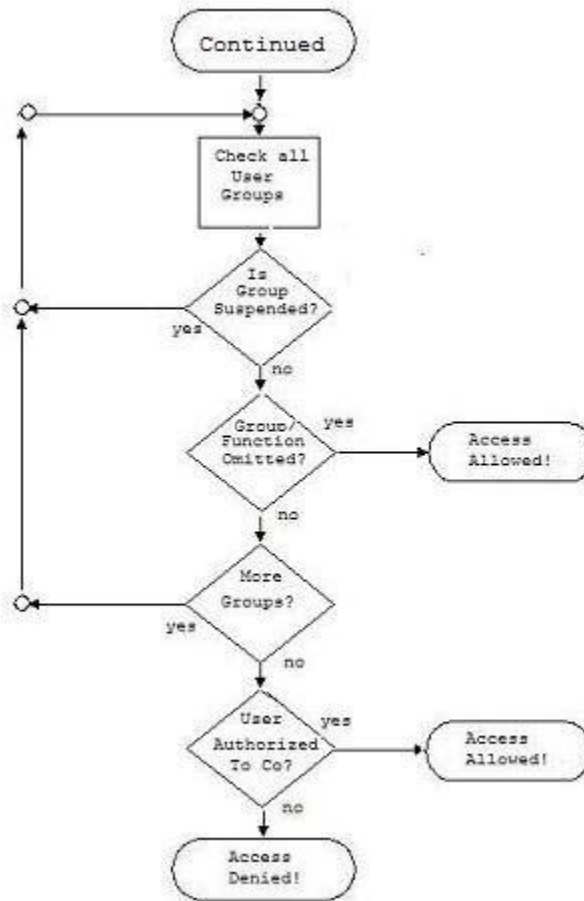 Continued
Check all
User
Groups
Is
Group
Suspended?
yes
no
Group/
Function
Omitted?
yes
Access
Allowed!
no
More
Groups?
yes
no
User
Authorized
To Co?
yes
Access
Allowed!
no
Access
Denied!